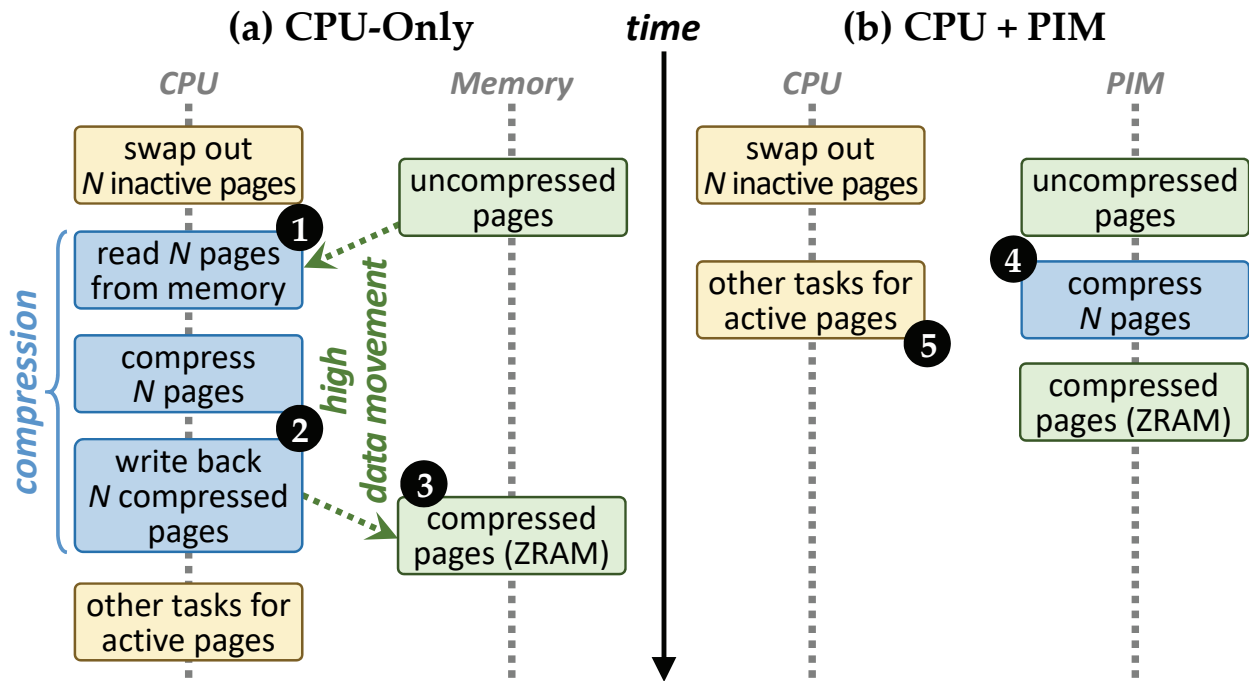 (a) CPU-Only
CPU
Memory
swap out
N inactive pages
uncompressed
pages
1
read N pages
from memory
compression
compress
N pages
high
data movement
2
write back
N compressed
pages
3
compressed
pages (ZRAM)
other tasks for
active pages
time
(b) CPU + PIM
CPU
PIM
swap out
N inactive pages
uncompressed
pages
other tasks for
active pages
5
4
compress
N pages
compressed
pages (ZRAM)